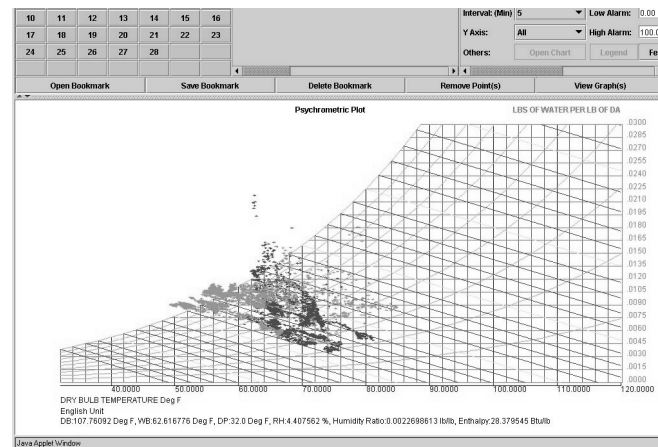 Interval: (Min) 5 Low Alarm: 0.00
10 11 12 13 14 15 16
Y Axis: All High Alarm: 100.0
17 18 19 20 21 22 23
Others: Open Chart Legend Fe
24 25 26 27 28
Open Bookmark Save Bookmark Delete Bookmark Remove Point(s) View Graph(s)
Psychrometric Plot LBS OF WATER PER LB OF DA
.0300
.0285
.0270
.0255
.0240
.0225
.0210
.0195
.0180
.0165
.0150
.0135
.0120
.0105
.0090
.0075
.0060
.0045
.0030
.0015
.0000
40.0000 50.0000 60.0000 70.0000 80.0000 90.0000 100.0000 110.0000 120.0000
DRY BULB TEMPERATURE Deg F
English Unit
DB:107.76092 Deg F, WB:62.616776 Deg F, DP:32.0 Deg F, RH:4.407562 %, Humidity Ratio:0.0022698613 lb/lb, Enthalpy:28.379545 Btu/lb
Java Applet Window